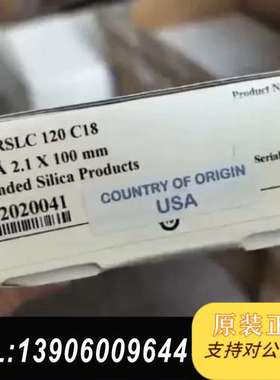 Product N
RSLC 120 C18
Å 2.1 X 100 mm
nded Silica Products
Serial
2020041
COUNTRY OF ORIGIN
USA
原装正
支持对公
L:13906009644